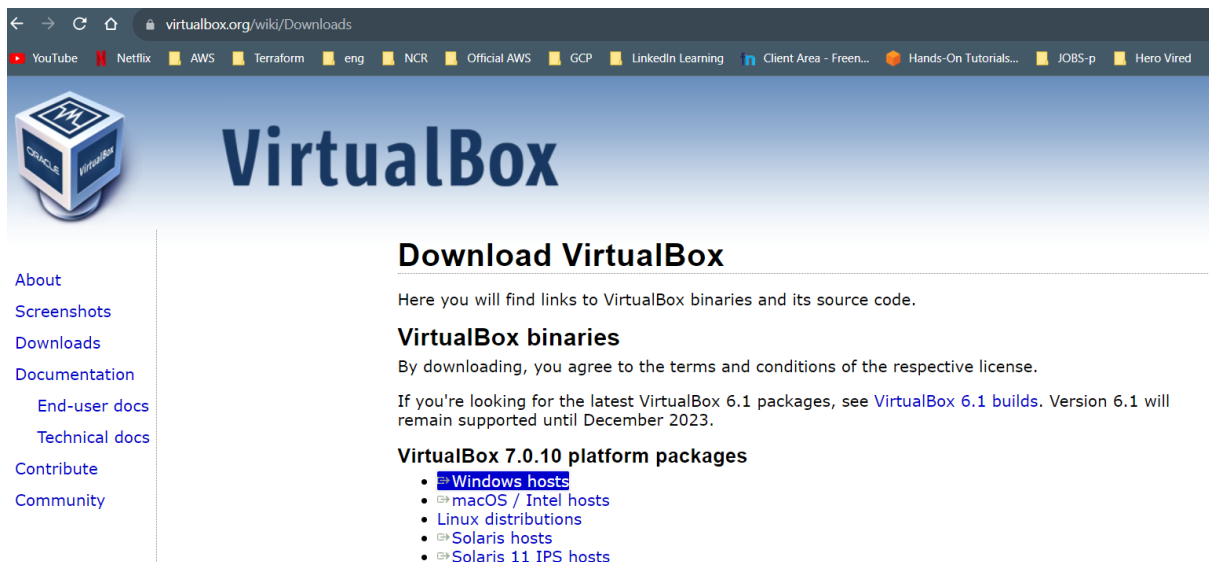 virtualbox.org/wiki/Downloads
YouTube Netflix AWS Terraform eng NCR Official AWS GCP LinkedIn Learning Client Area - Freen... Hands-On Tutorials... JOBS-p Hero Vired
ORACLE VirtualBox
VirtualBox
About
Screenshots
Downloads
Documentation
End-user docs
Technical docs
Contribute
Community
Download VirtualBox
Here you will find links to VirtualBox binaries and its source code.
VirtualBox binaries
By downloading, you agree to the terms and conditions of the respective license.
If you're looking for the latest VirtualBox 6.1 packages, see VirtualBox 6.1 builds. Version 6.1 will
remain supported until December 2023.
VirtualBox 7.0.10 platform packages
Windows hosts
macOS / Intel hosts
Linux distributions
Solaris hosts
Solaris 11 IPS hosts